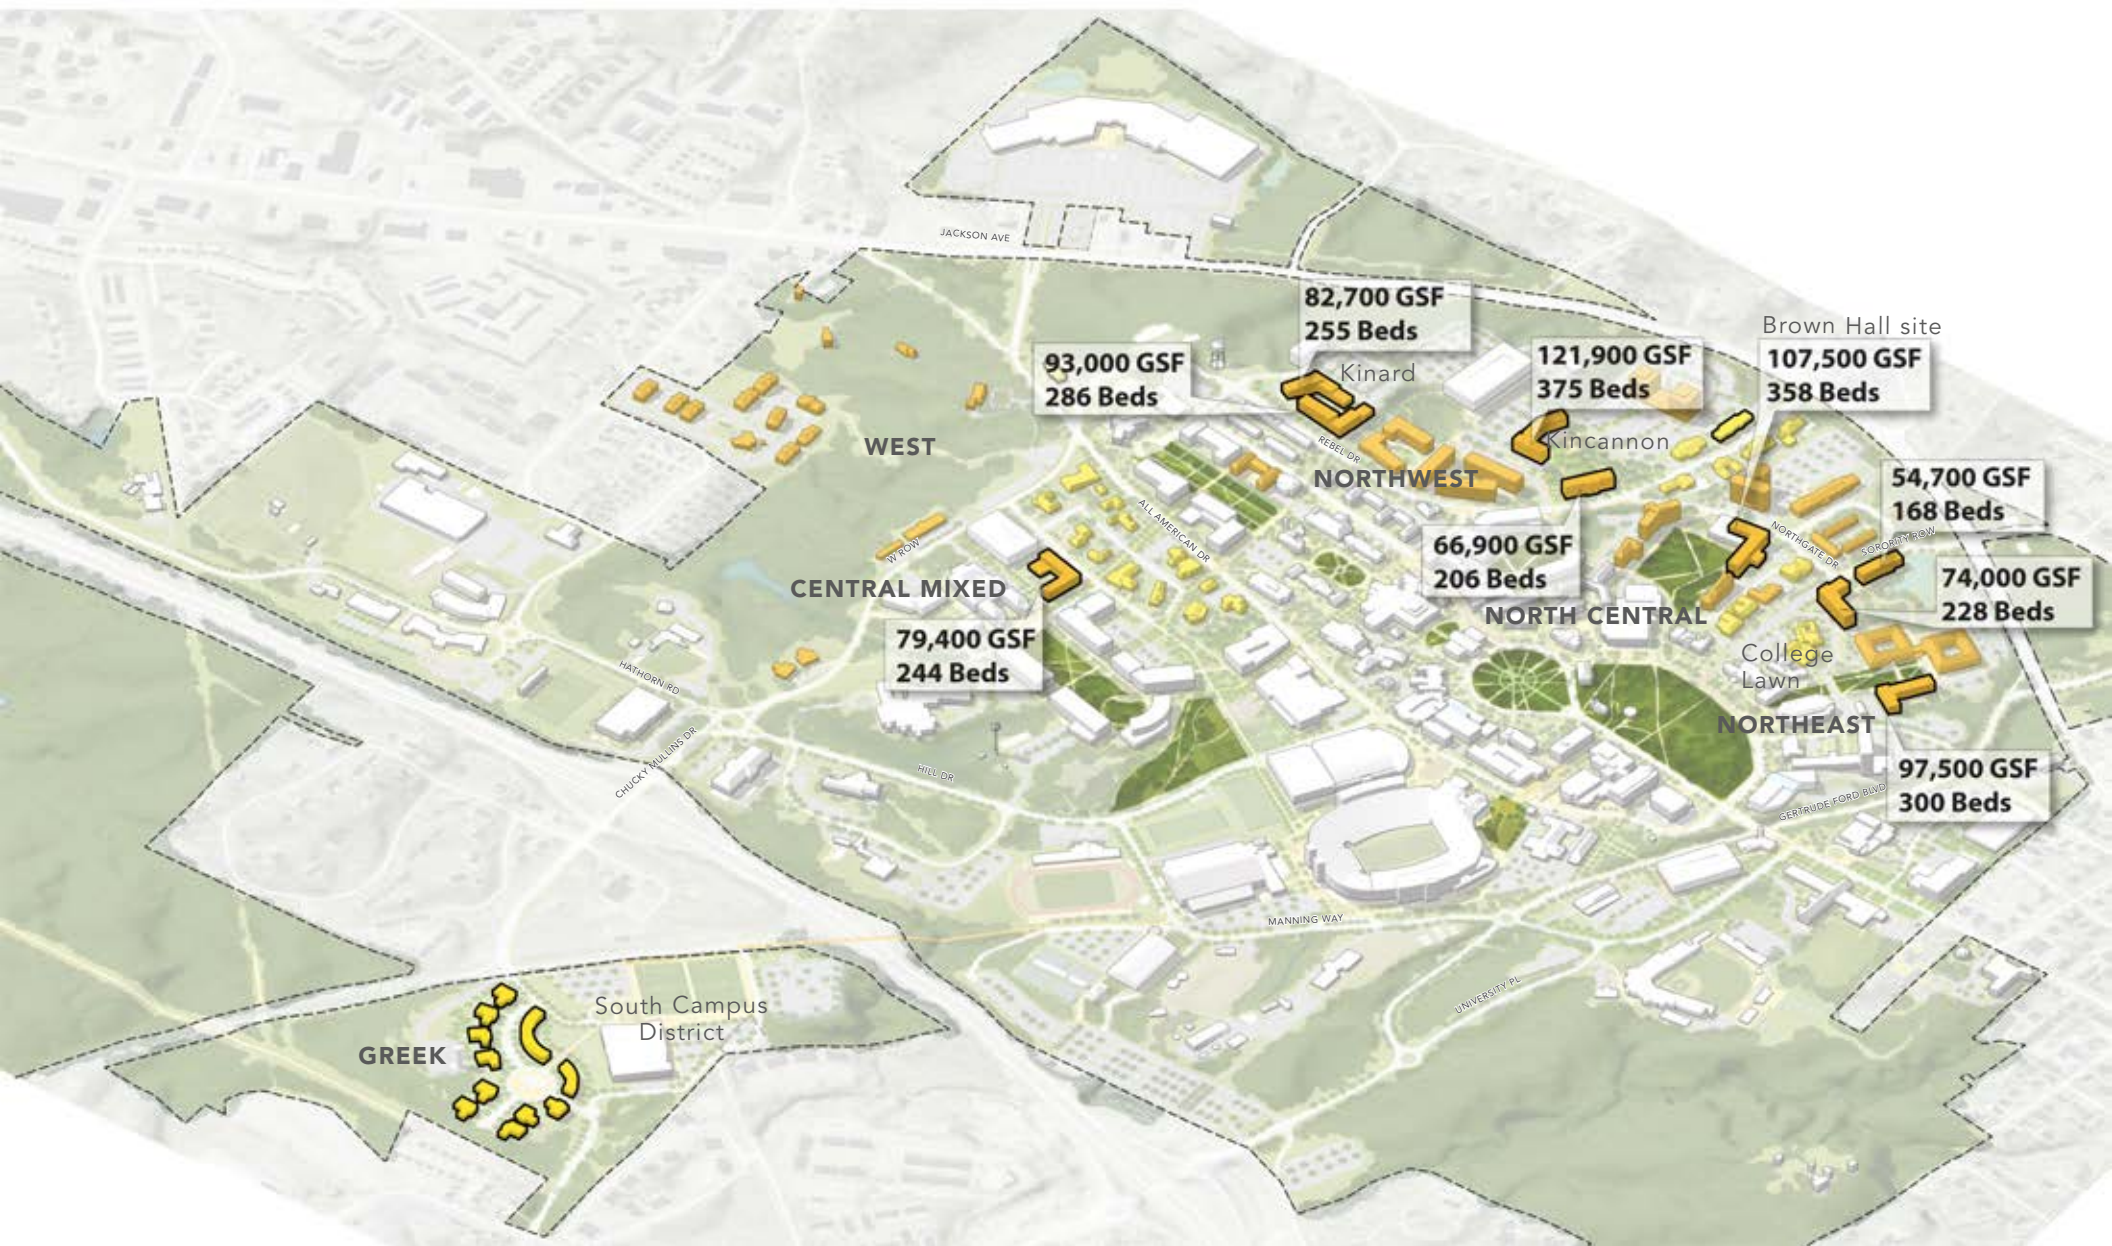 JACKSON AVE
82,700 GSF
255 Beds
Kinard
93,000 GSF
286 Beds
Brown Hall site
107,500 GSF
358 Beds
121,900 GSF
375 Beds
Kincannon
WEST
REBEL DR
NORTHWEST
54,700 GSF
168 Beds
ALL AMERICAN DR
NORTHGATE DR
SORORITY ROW
W ROW
66,900 GSF
206 Beds
74,000 GSF
228 Beds
CENTRAL MIXED
NORTH CENTRAL
79,400 GSF
244 Beds
College
Lawn
HATHORN RD
NORTHEAST
CHUCKY MULLINS DR
HILL DR
97,500 GSF
300 Beds
GERTRUDE FORD BLVD
MANNING WAY
UNIVERSITY PL
South Campus
District
GREEK